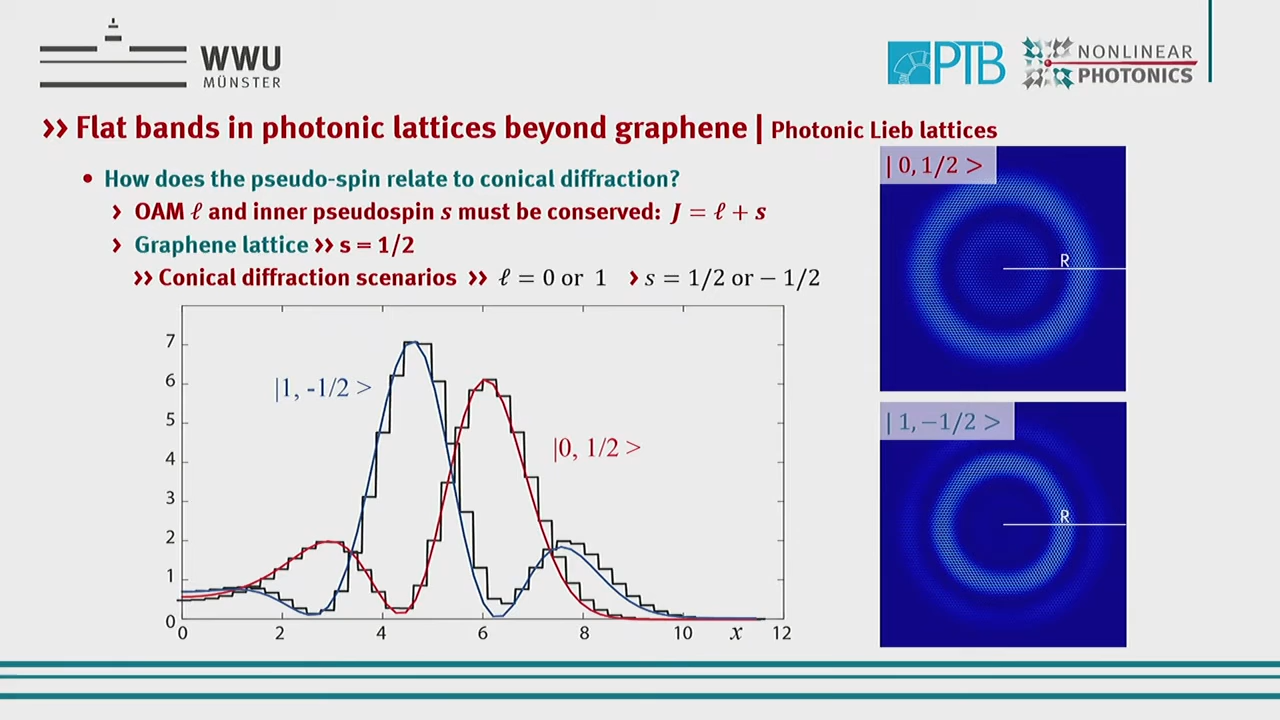 WWU
MÜNSTER
PTB
NONLINEAR
PHOTONICS
›› Flat bands in photonic lattices beyond graphene | Photonic Lieb lattices
• How does the pseudo-spin relate to conical diffraction?
› OAM ℓ and inner pseudospin s must be conserved: J = ℓ + s
› Graphene lattice ›› s = 1/2
›› Conical diffraction scenarios ›› ℓ = 0 or 1 › s = 1/2 or − 1/2
7
6
5
4
3
2
1
0
|1, -1/2 >
|0, 1/2 >
0 2 4 6 8 10 x 12
| 0, 1/2 >
R
| 1, −1/2 >
R